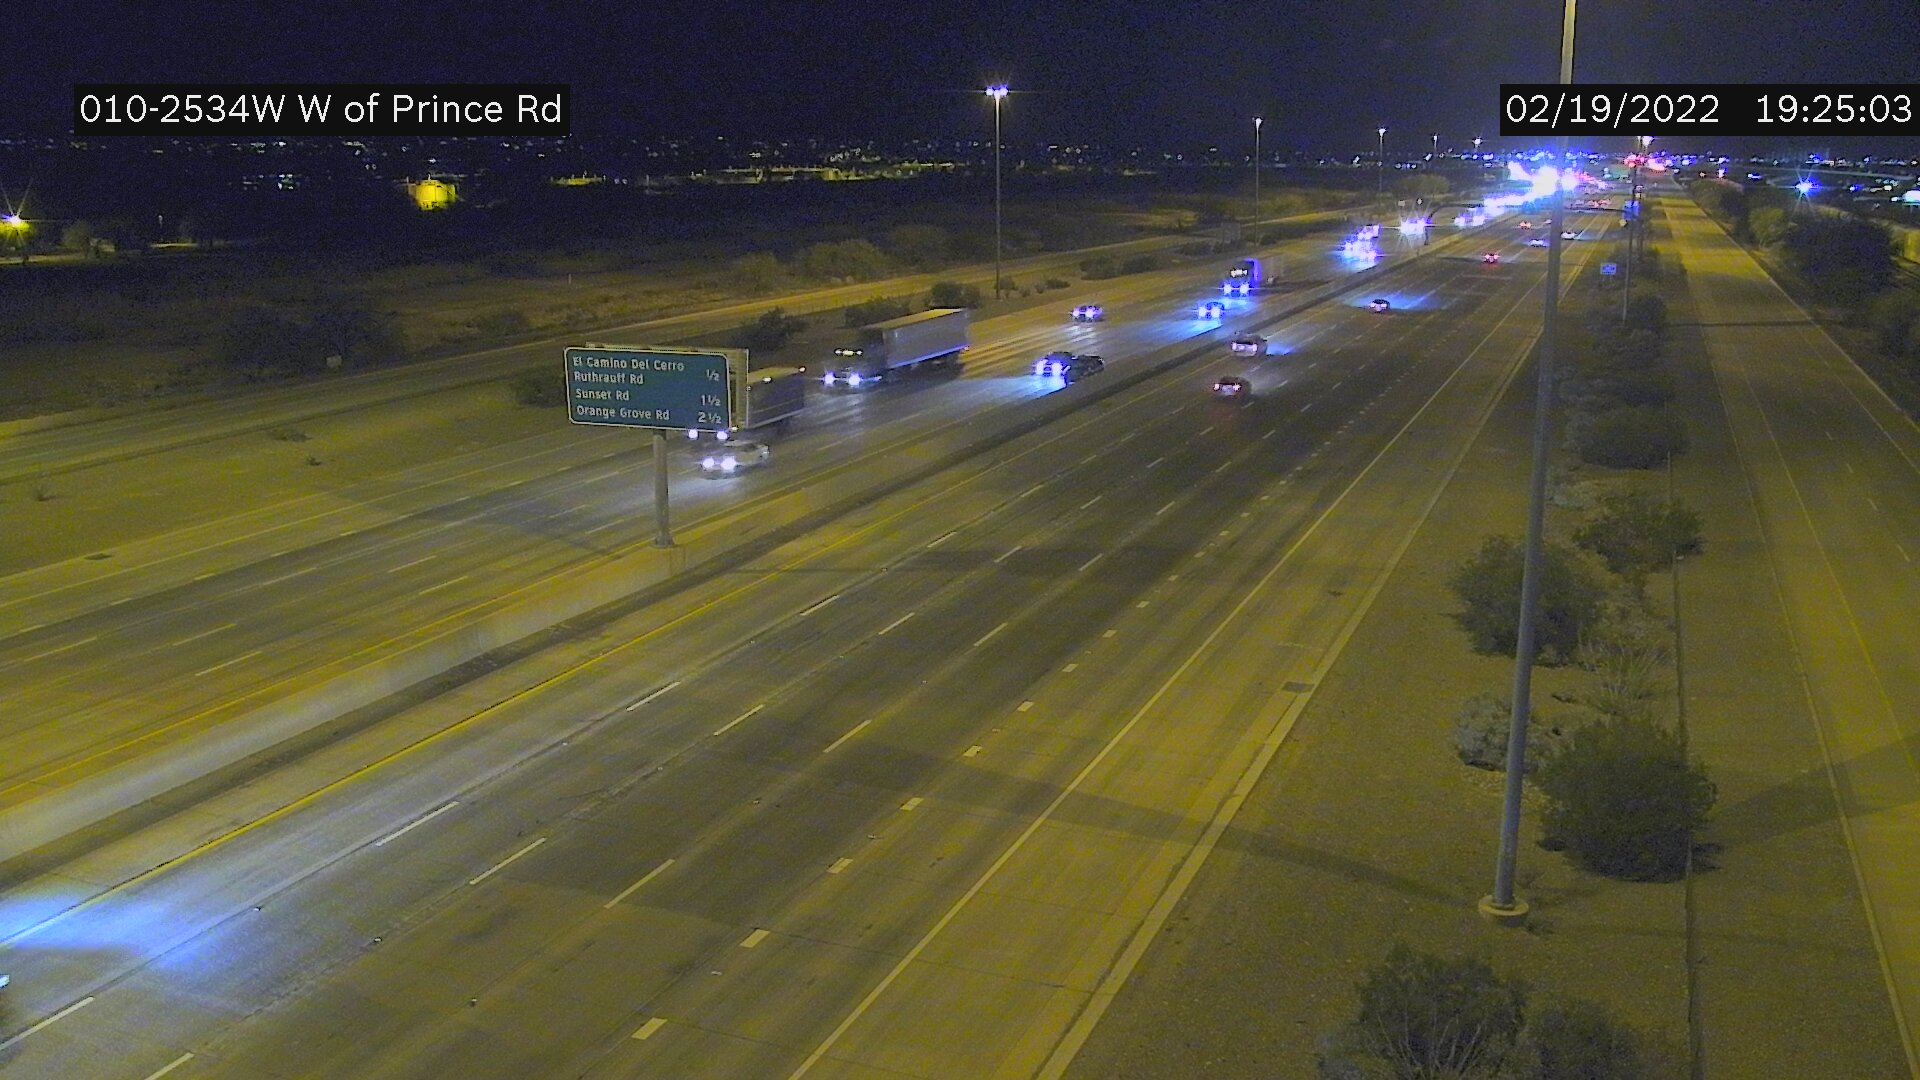 010-2534W W of Prince Rd
02/19/2022 19:25:03
El Camino Del Cerro
Ruthrauff Rd 1/2
Sunset Rd 1 1/2
Orange Grove Rd 2 1/2